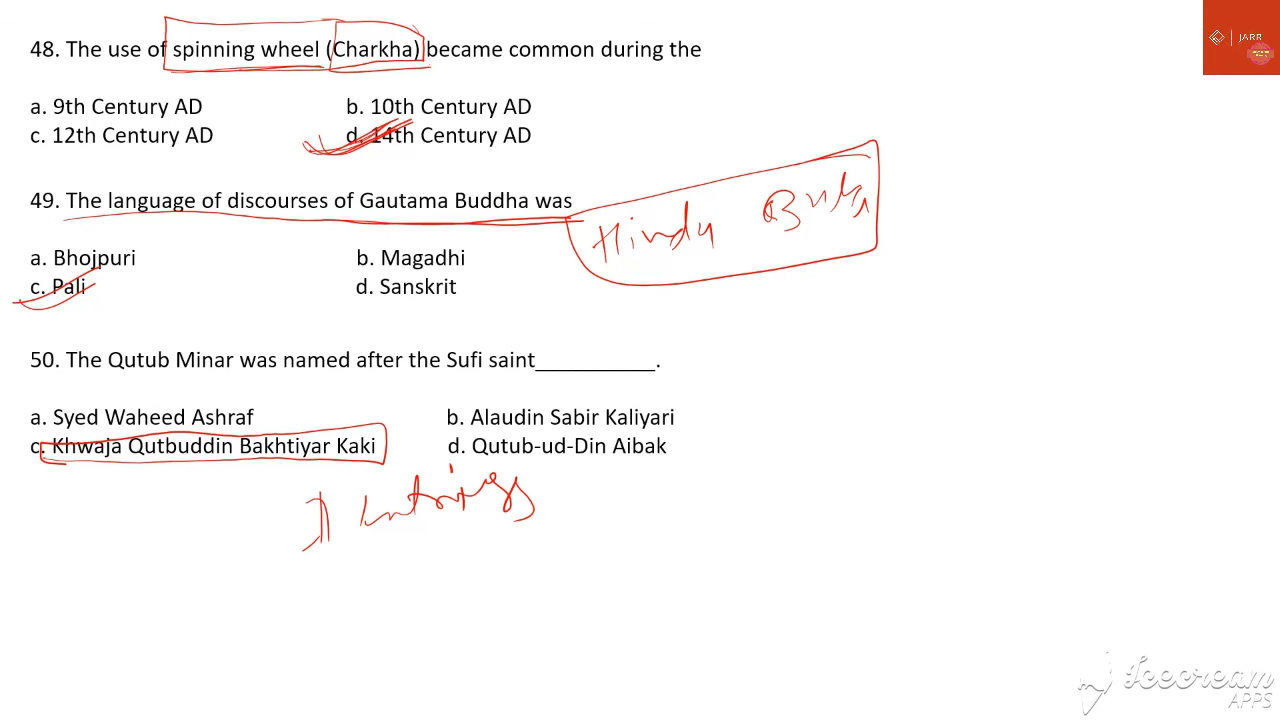 48. The use of spinning wheel (Charkha) became common during the
a. 9th Century AD b. 10th Century AD
c. 12th Century AD d. 14th Century AD
49. The language of discourses of Gautama Buddha was
Hindu
a. Bhojpuri b. Magadhi
c. Pali d. Sanskrit
50. The Qutub Minar was named after the Sufi saint__________.
a. Syed Waheed Ashraf b. Alaudin Sabir Kaliyari
c. Khwaja Qutbuddin Bakhtiyar Kaki d. Qutub-ud-Din Aibak
JARR
Icecream
APPS